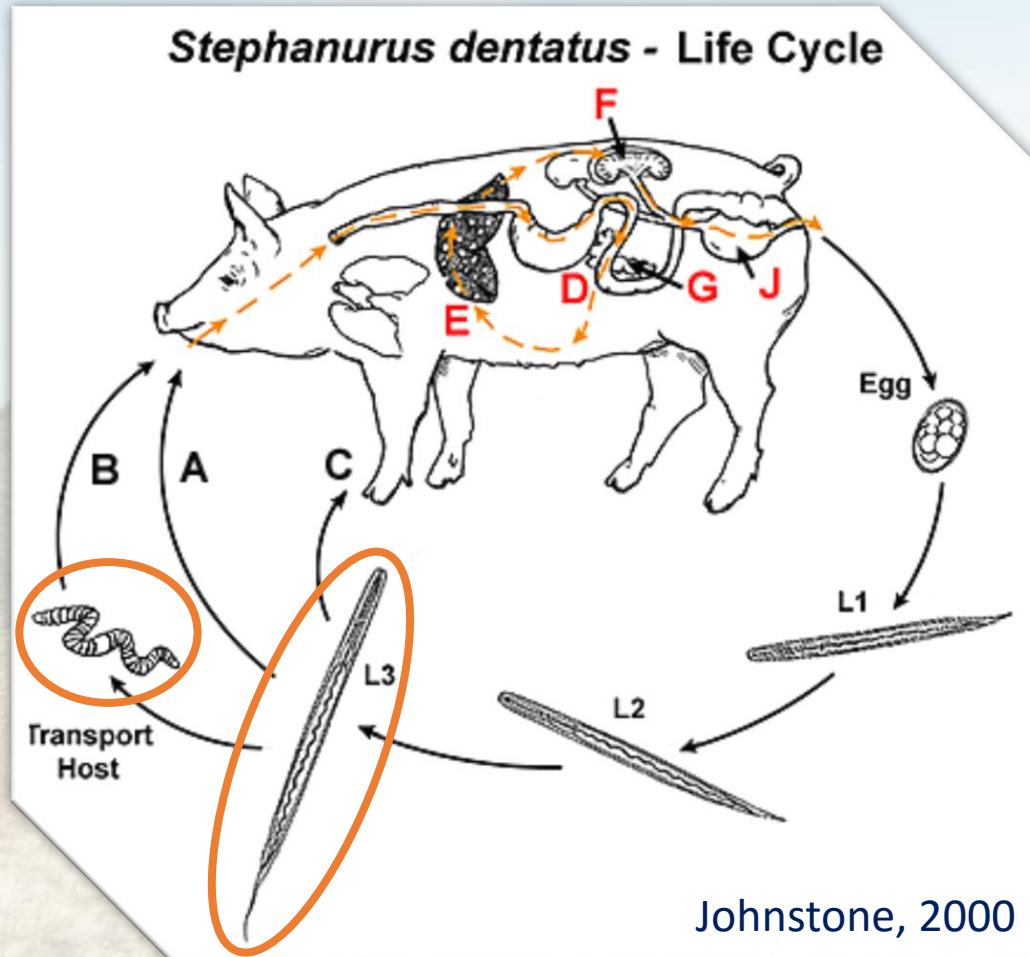 Stephanurus dentatus - Life Cycle
F
D
G
J
E
Egg
B
A
C
L1
L3
L2
Transport
Host
Johnstone, 2000